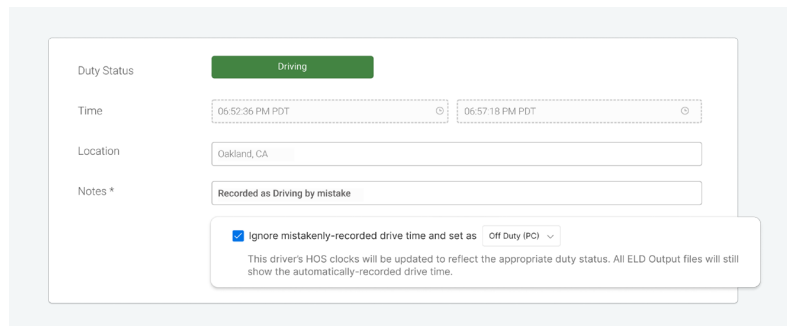 Duty Status
Driving
Time
06:52:36 PM PDT
06:57:18 PM PDT
Location
Oakland, CA
Notes *
Recorded as Driving by mistake
Ignore mistakenly-recorded drive time and set as Off Duty (PC)
This driver's HOS clocks will be updated to reflect the appropriate duty status. All ELD Output files will still
show the automatically-recorded drive time.